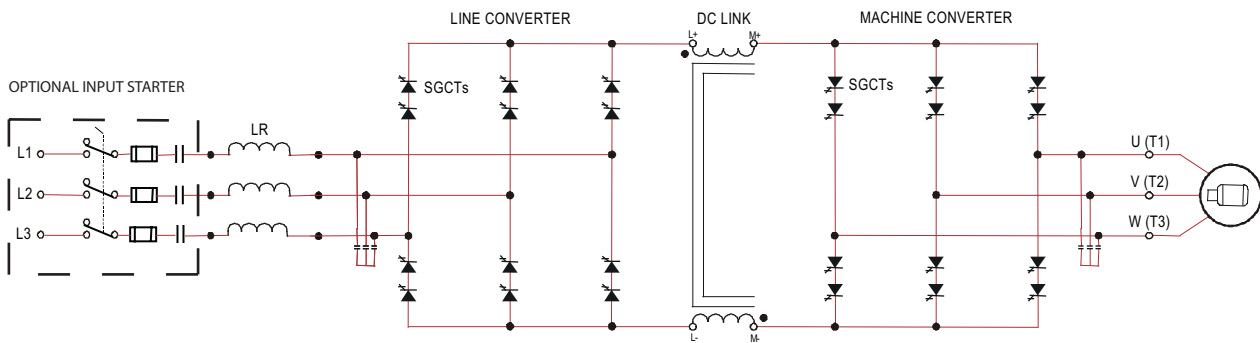 LINE CONVERTER
DC LINK
MACHINE CONVERTER
L+
M+
OPTIONAL INPUT STARTER
SGCTs
SGCTs
LR
L1
U (T1)
L2
V (T2)
L3
W (T3)
L-
M-